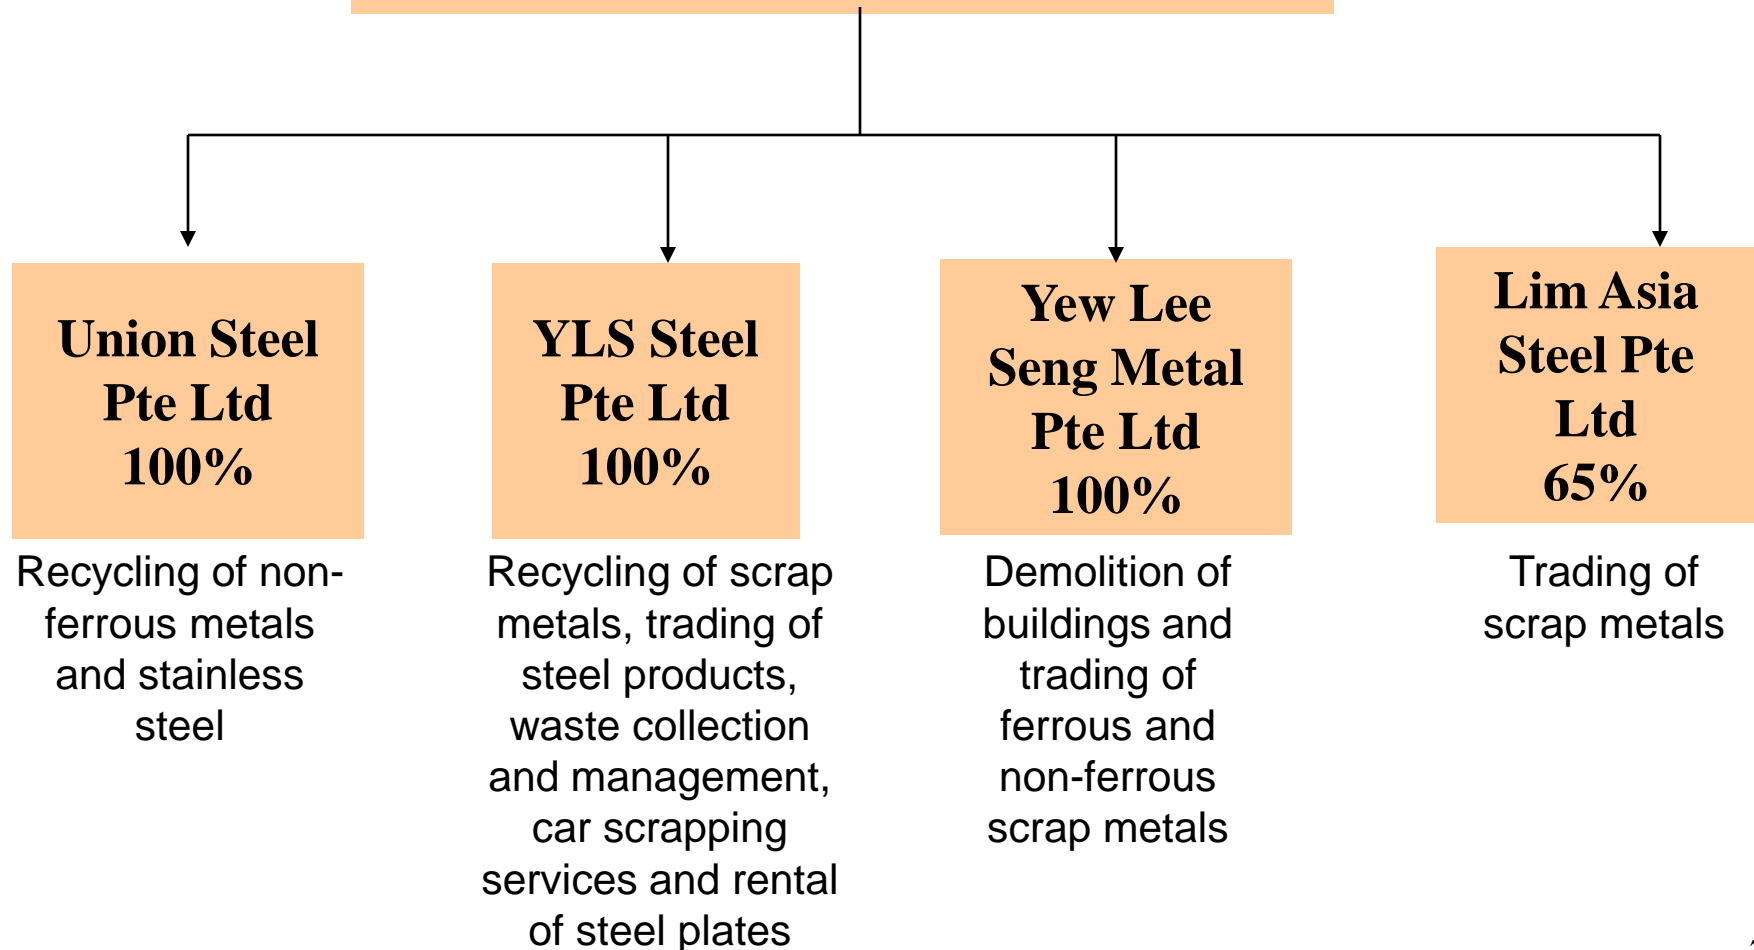 Union Steel
Pte Ltd
100%
Recycling of non-
ferrous metals
and stainless
steel
YLS Steel
Pte Ltd
100%
Recycling of scrap
metals, trading of
steel products,
waste collection
and management,
car scrapping
services and rental
of steel plates
Yew Lee
Seng Metal
Pte Ltd
100%
Demolition of
buildings and
trading of
ferrous and
non-ferrous
scrap metals
Lim Asia
Steel Pte
Ltd
65%
Trading of
scrap metals